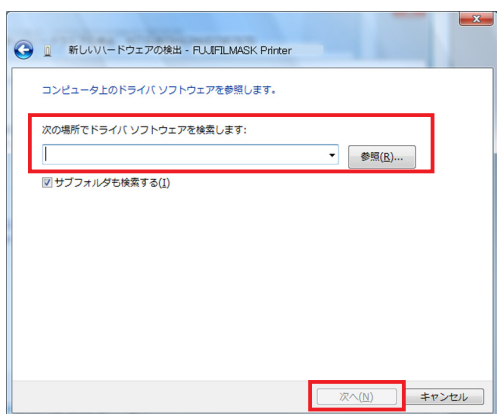 新しいハードウェアの検出 - FUJIFILMASK Printer
コンピュータ上のドライバ ソフトウェアを参照します。
次の場所でドライバ ソフトウェアを検索します:
参照(R)...
サブフォルダも検索する(I)
次へ(N)
キャンセル